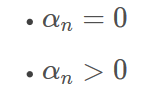 • αₙ = 0
• αₙ > 0